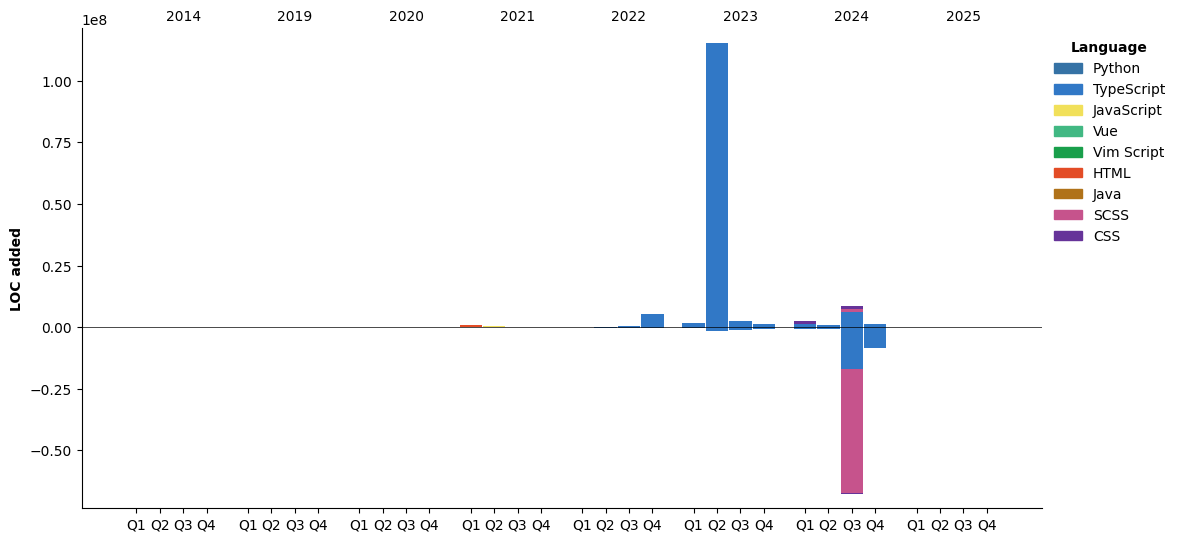 1e8
2014 2019 2020 2021 2022 2023 2024 2025
LOC added
1.00
0.75
0.50
0.25
0.00
−0.25
−0.50
Q1 Q2 Q3 Q4 Q1 Q2 Q3 Q4 Q1 Q2 Q3 Q4 Q1 Q2 Q3 Q4 Q1 Q2 Q3 Q4 Q1 Q2 Q3 Q4 Q1 Q2 Q3 Q4 Q1 Q2 Q3 Q4
Language
Python
TypeScript
JavaScript
Vue
Vim Script
HTML
Java
SCSS
CSS